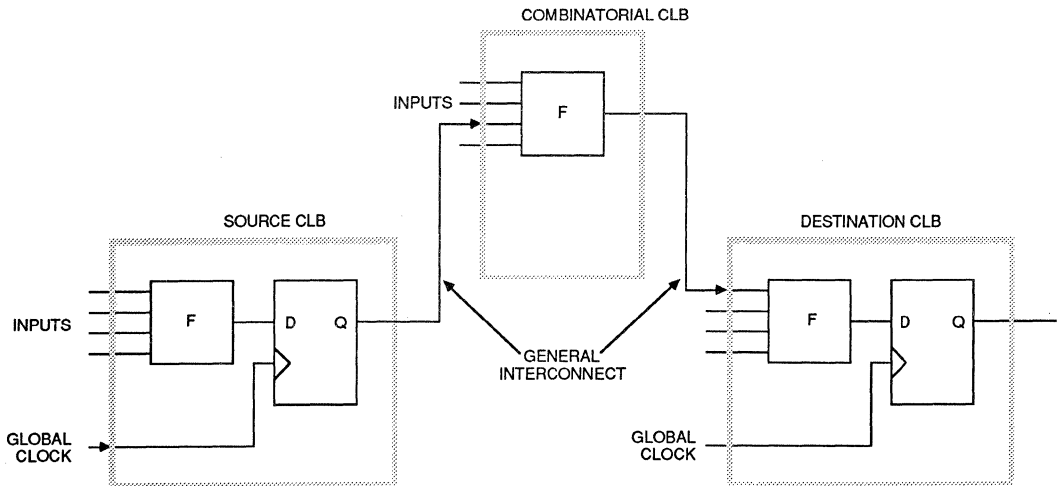 COMBINATORIAL CLB
INPUTS
F
SOURCE CLB
DESTINATION CLB
INPUTS
F
D
Q
F
D
Q
GENERAL
INTERCONNECT
GLOBAL
CLOCK
GLOBAL
CLOCK